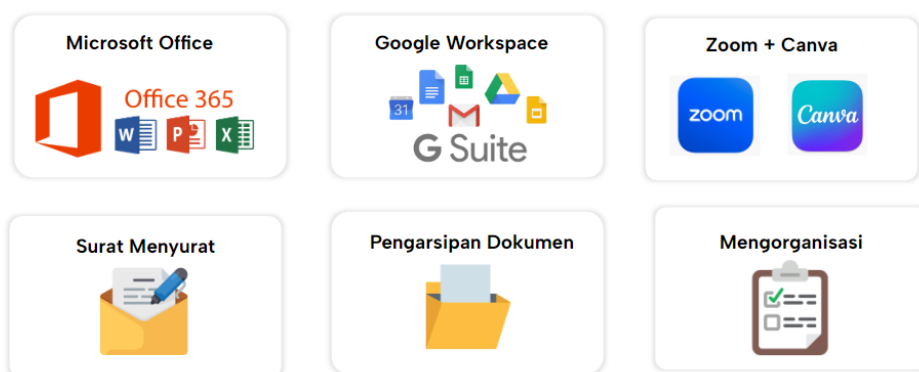 Microsoft Office
Office 365
W
P
X
Google Workspace
31
G Suite
Zoom + Canva
zoom
Canva
Surat Menyurat
Pengarsipan Dokumen
Mengorganisasi